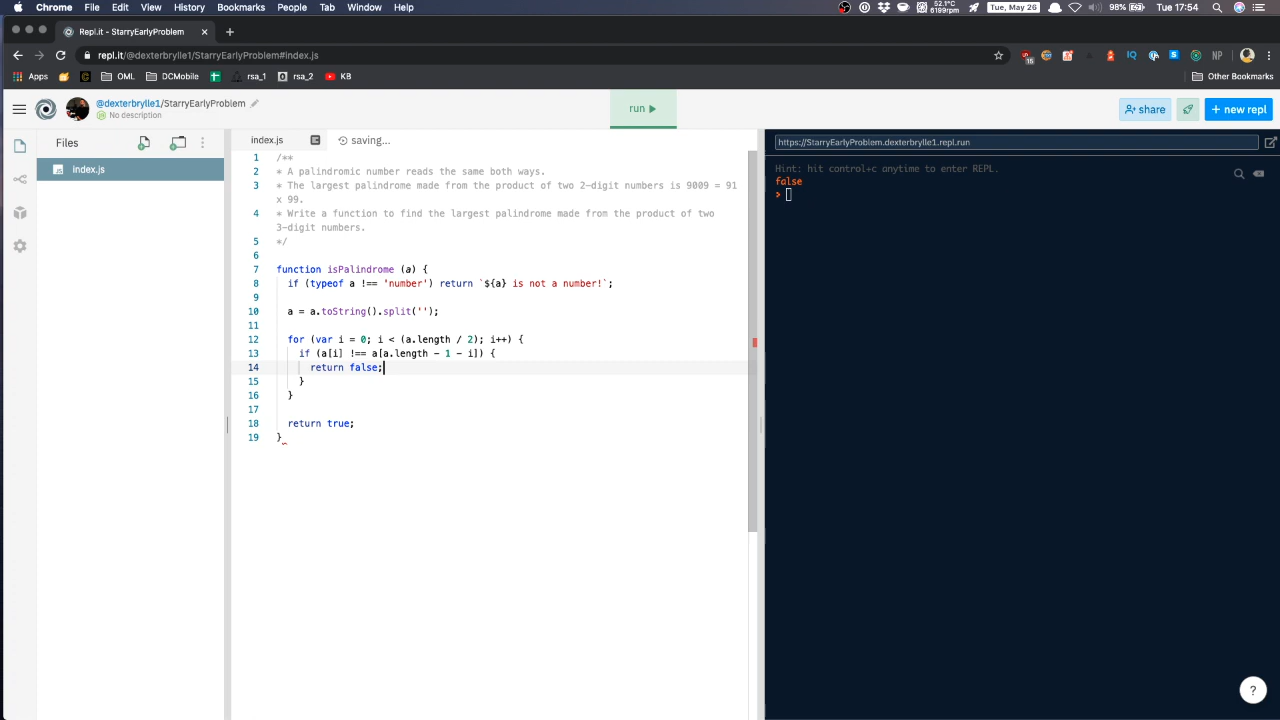 Chrome File Edit View History Bookmarks People Tab Window Help 52.1°C 6199rpm Tue, May 26 98% Tue 17:54
Repl.it - StarryEarlyProblem
repl.it/@dexterbrylle1/StarryEarlyProblem#index.js 15 IQ S NP
Apps OML DCMobile rsa_1 rsa_2 KB Other Bookmarks
@dexterbrylle1/StarryEarlyProblem
No description
run
share
+ new repl
Files
index.js
index.js
saving...
1 /**
2 * A palindromic number reads the same both ways.
3 * The largest palindrome made from the product of two 2-digit numbers is 9009 = 91
x 99.
4 * Write a function to find the largest palindrome made from the product of two
3-digit numbers.
5 */
6
7 function isPalindrome (a) {
8 if (typeof a !== 'number') return `${a} is not a number!`;
9
10 a = a.toString().split('');
11
12 for (var i = 0; i < (a.length / 2); i++) {
13 if (a[i] !== a[a.length - 1 - i]) {
14 return false;
15 }
16 }
17
18 return true;
19 }
https://StarryEarlyProblem.dexterbrylle1.repl.run
Hint: hit control+c anytime to enter REPL.
false
>
?